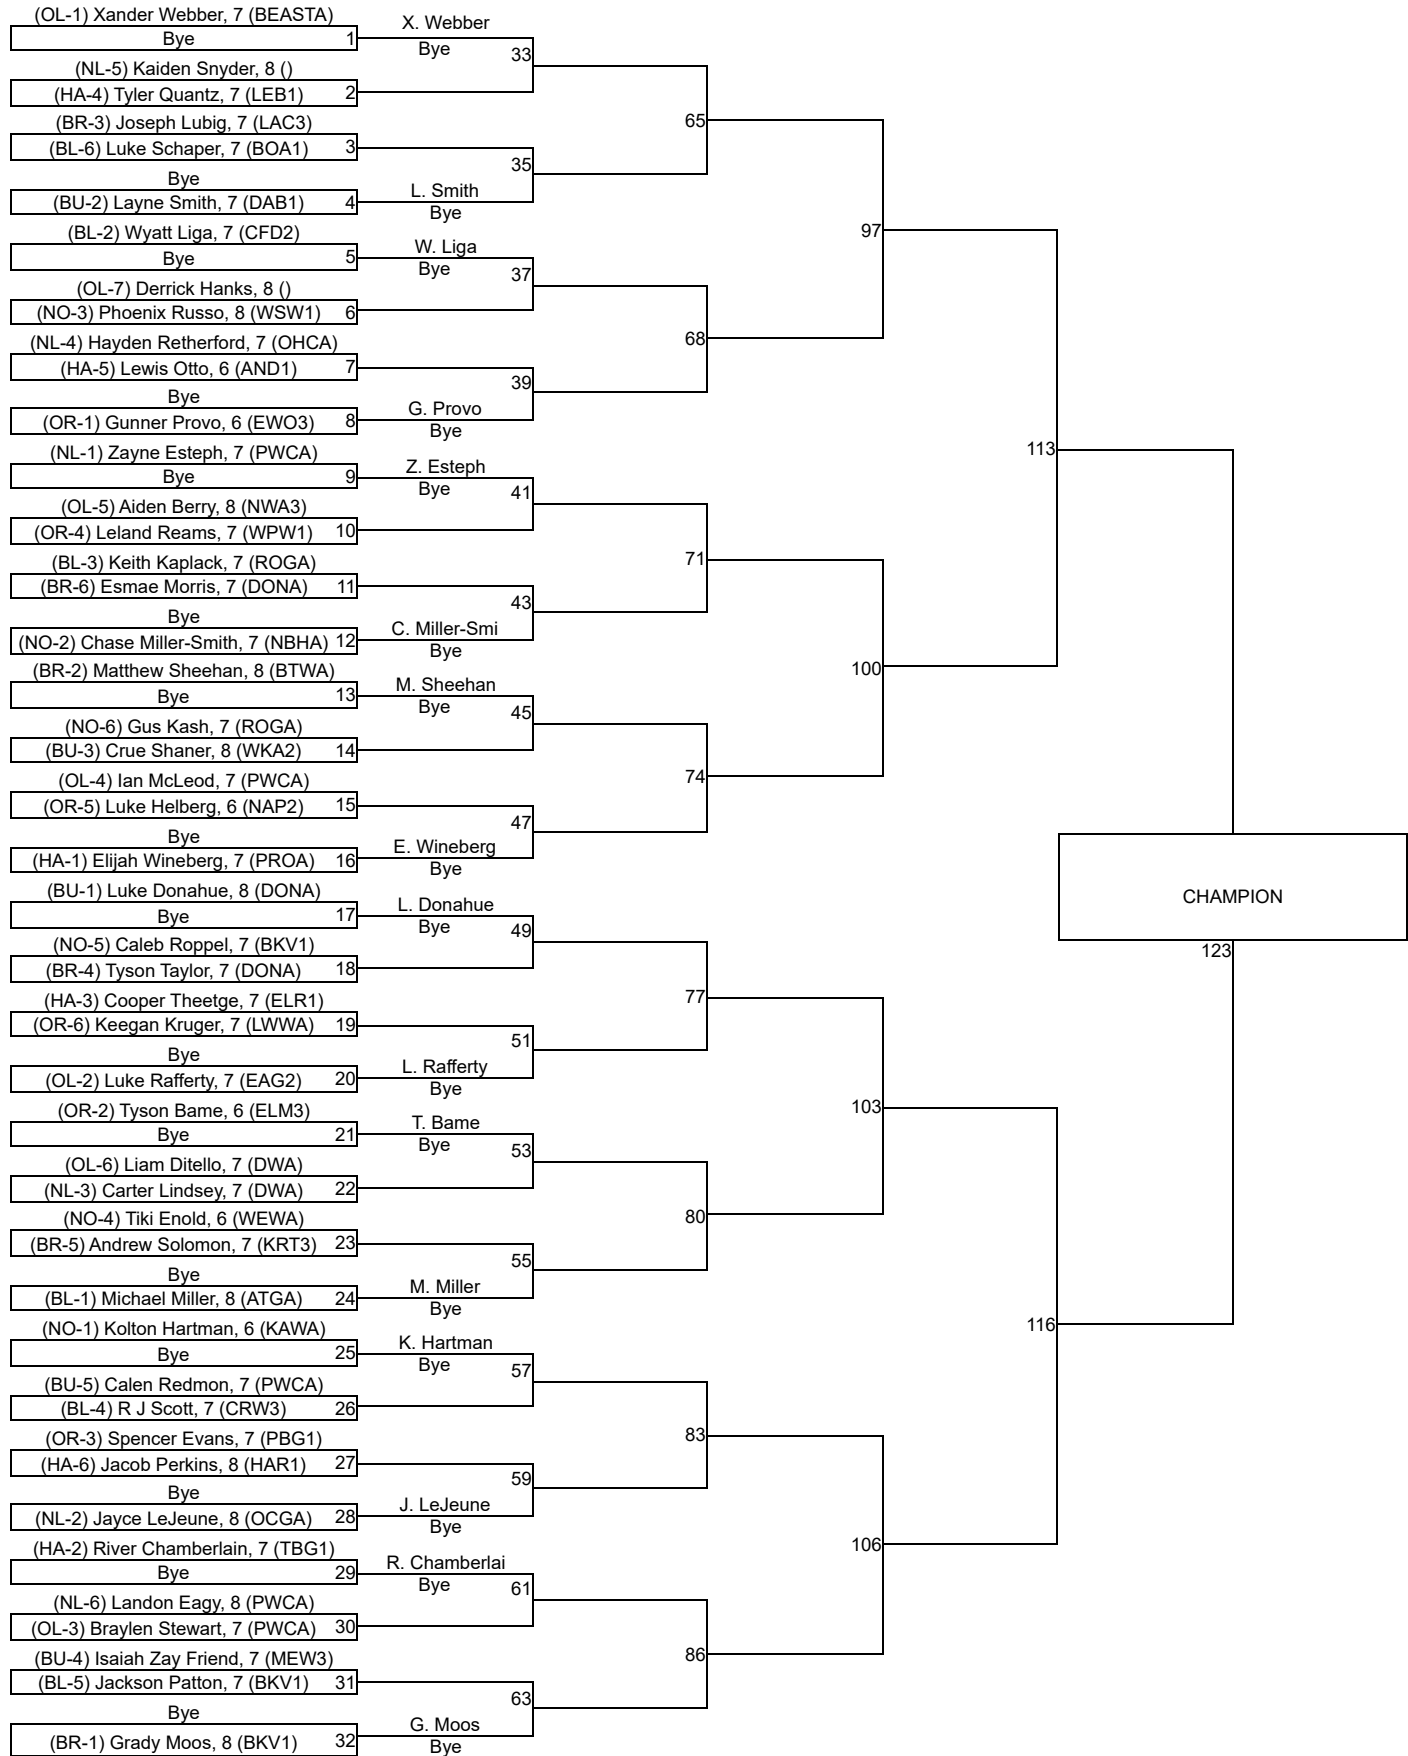 (OL-1) Xander Webber, 7 (BEASTA)
Bye 1
X. Webber
Bye
33
(NL-5) Kaiden Snyder, 8 ()
(HA-4) Tyler Quantz, 7 (LEB1) 2
65
(BR-3) Joseph Lubig, 7 (LAC3)
(BL-6) Luke Schaper, 7 (BOA1) 3
35
Bye
(BU-2) Layne Smith, 7 (DAB1) 4
L. Smith
Bye
97
(BL-2) Wyatt Liga, 7 (CFD2)
Bye 5
W. Liga
Bye
37
(OL-7) Derrick Hanks, 8 ()
(NO-3) Phoenix Russo, 8 (WSW1) 6
68
(NL-4) Hayden Retherford, 7 (OHCA)
(HA-5) Lewis Otto, 6 (AND1) 7
39
Bye
(OR-1) Gunner Provo, 6 (EWO3) 8
G. Provo
Bye
113
(NL-1) Zayne Esteph, 7 (PWCA)
Bye 9
Z. Esteph
Bye
41
(OL-5) Aiden Berry, 8 (NWA3)
(OR-4) Leland Reams, 7 (WPW1) 10
71
(BL-3) Keith Kaplack, 7 (ROGA)
(BR-6) Esmae Morris, 7 (DONA) 11
43
Bye
(NO-2) Chase Miller-Smith, 7 (NBHA) 12
C. Miller-Smi
Bye
100
(BR-2) Matthew Sheehan, 8 (BTWA)
Bye 13
M. Sheehan
Bye
45
(NO-6) Gus Kash, 7 (ROGA)
(BU-3) Crue Shaner, 8 (WKA2) 14
74
(OL-4) Ian McLeod, 7 (PWCA)
(OR-5) Luke Helberg, 6 (NAP2) 15
47
Bye
(HA-1) Elijah Wineberg, 7 (PROA) 16
E. Wineberg
Bye
CHAMPION
123
(BU-1) Luke Donahue, 8 (DONA)
Bye 17
L. Donahue
Bye
49
(NO-5) Caleb Roppel, 7 (BKV1)
(BR-4) Tyson Taylor, 7 (DONA) 18
77
(HA-3) Cooper Theetge, 7 (ELR1)
(OR-6) Keegan Kruger, 7 (LWWA) 19
51
Bye
(OL-2) Luke Rafferty, 7 (EAG2) 20
L. Rafferty
Bye
103
(OR-2) Tyson Bame, 6 (ELM3)
Bye 21
T. Bame
Bye
53
(OL-6) Liam Ditello, 7 (DWA)
(NL-3) Carter Lindsey, 7 (DWA) 22
80
(NO-4) Tiki Enold, 6 (WEWA)
(BR-5) Andrew Solomon, 7 (KRT3) 23
55
Bye
(BL-1) Michael Miller, 8 (ATGA) 24
M. Miller
Bye
116
(NO-1) Kolton Hartman, 6 (KAWA)
Bye 25
K. Hartman
Bye
57
(BU-5) Calen Redmon, 7 (PWCA)
(BL-4) R J Scott, 7 (CRW3) 26
83
(OR-3) Spencer Evans, 7 (PBG1)
(HA-6) Jacob Perkins, 8 (HAR1) 27
59
Bye
(NL-2) Jayce LeJeune, 8 (OCGA) 28
J. LeJeune
Bye
106
(HA-2) River Chamberlain, 7 (TBG1)
Bye 29
R. Chamberlai
Bye
61
(NL-6) Landon Eagy, 8 (PWCA)
(OL-3) Braylen Stewart, 7 (PWCA) 30
86
(BU-4) Isaiah Zay Friend, 7 (MEW3)
(BL-5) Jackson Patton, 7 (BKV1) 31
63
Bye
(BR-1) Grady Moos, 8 (BKV1) 32
G. Moos
Bye